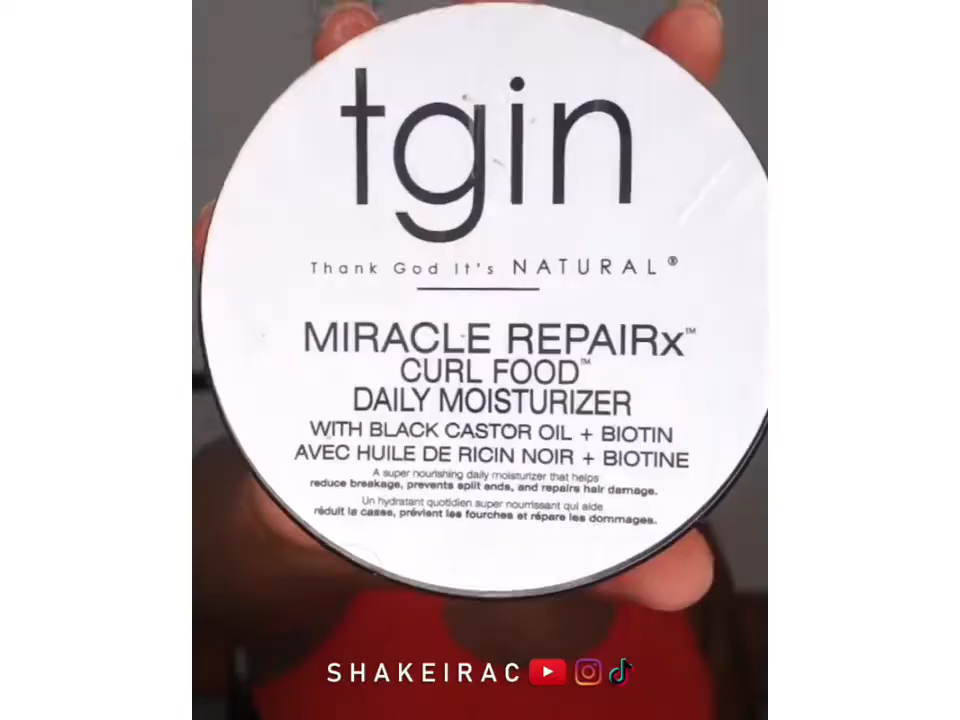 tgin
Thank God It's NATURAL®
MIRACLE REPAIRx™
CURL FOOD™
DAILY MOISTURIZER
WITH BLACK CASTOR OIL + BIOTIN
AVEC HUILE DE RICIN NOIR + BIOTINE
A super nourishing daily moisturizer that helps
reduce breakage, prevents split ends, and repairs hair damage.
Un hydratant quotidien super nourrissant qui aide
réduit la casse, prévient les fourches et répare les dommages.
SHAKEIRAC